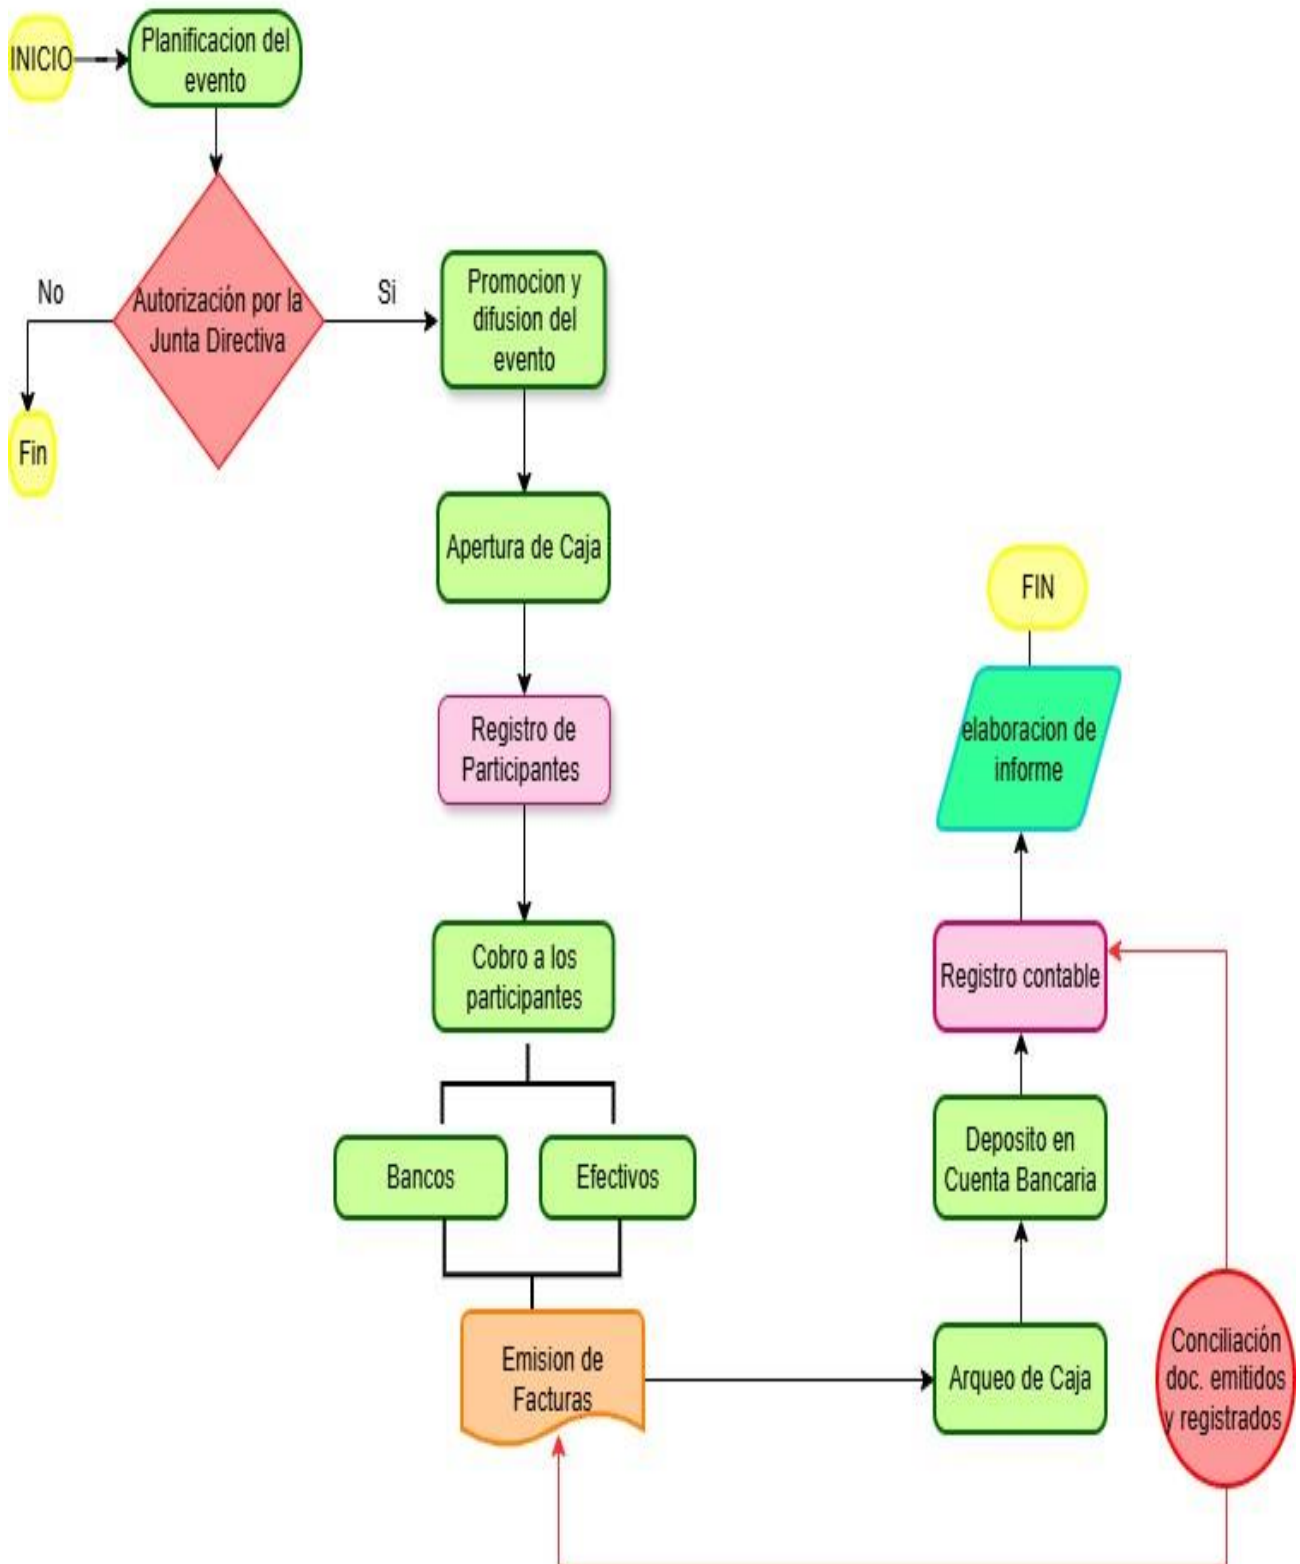 INICIO
Planificacion del
evento
Autorización por la
Junta Directiva
No
Si
Fin
Promocion y
difusion del
evento
Apertura de Caja
Registro de
Participantes
Cobro a los
participantes
Bancos
Efectivos
Emision de
Facturas
Arqueo de Caja
Deposito en
Cuenta Bancaria
Registro contable
elaboracion de
informe
FIN
Conciliación
doc. emitidos
y registrados